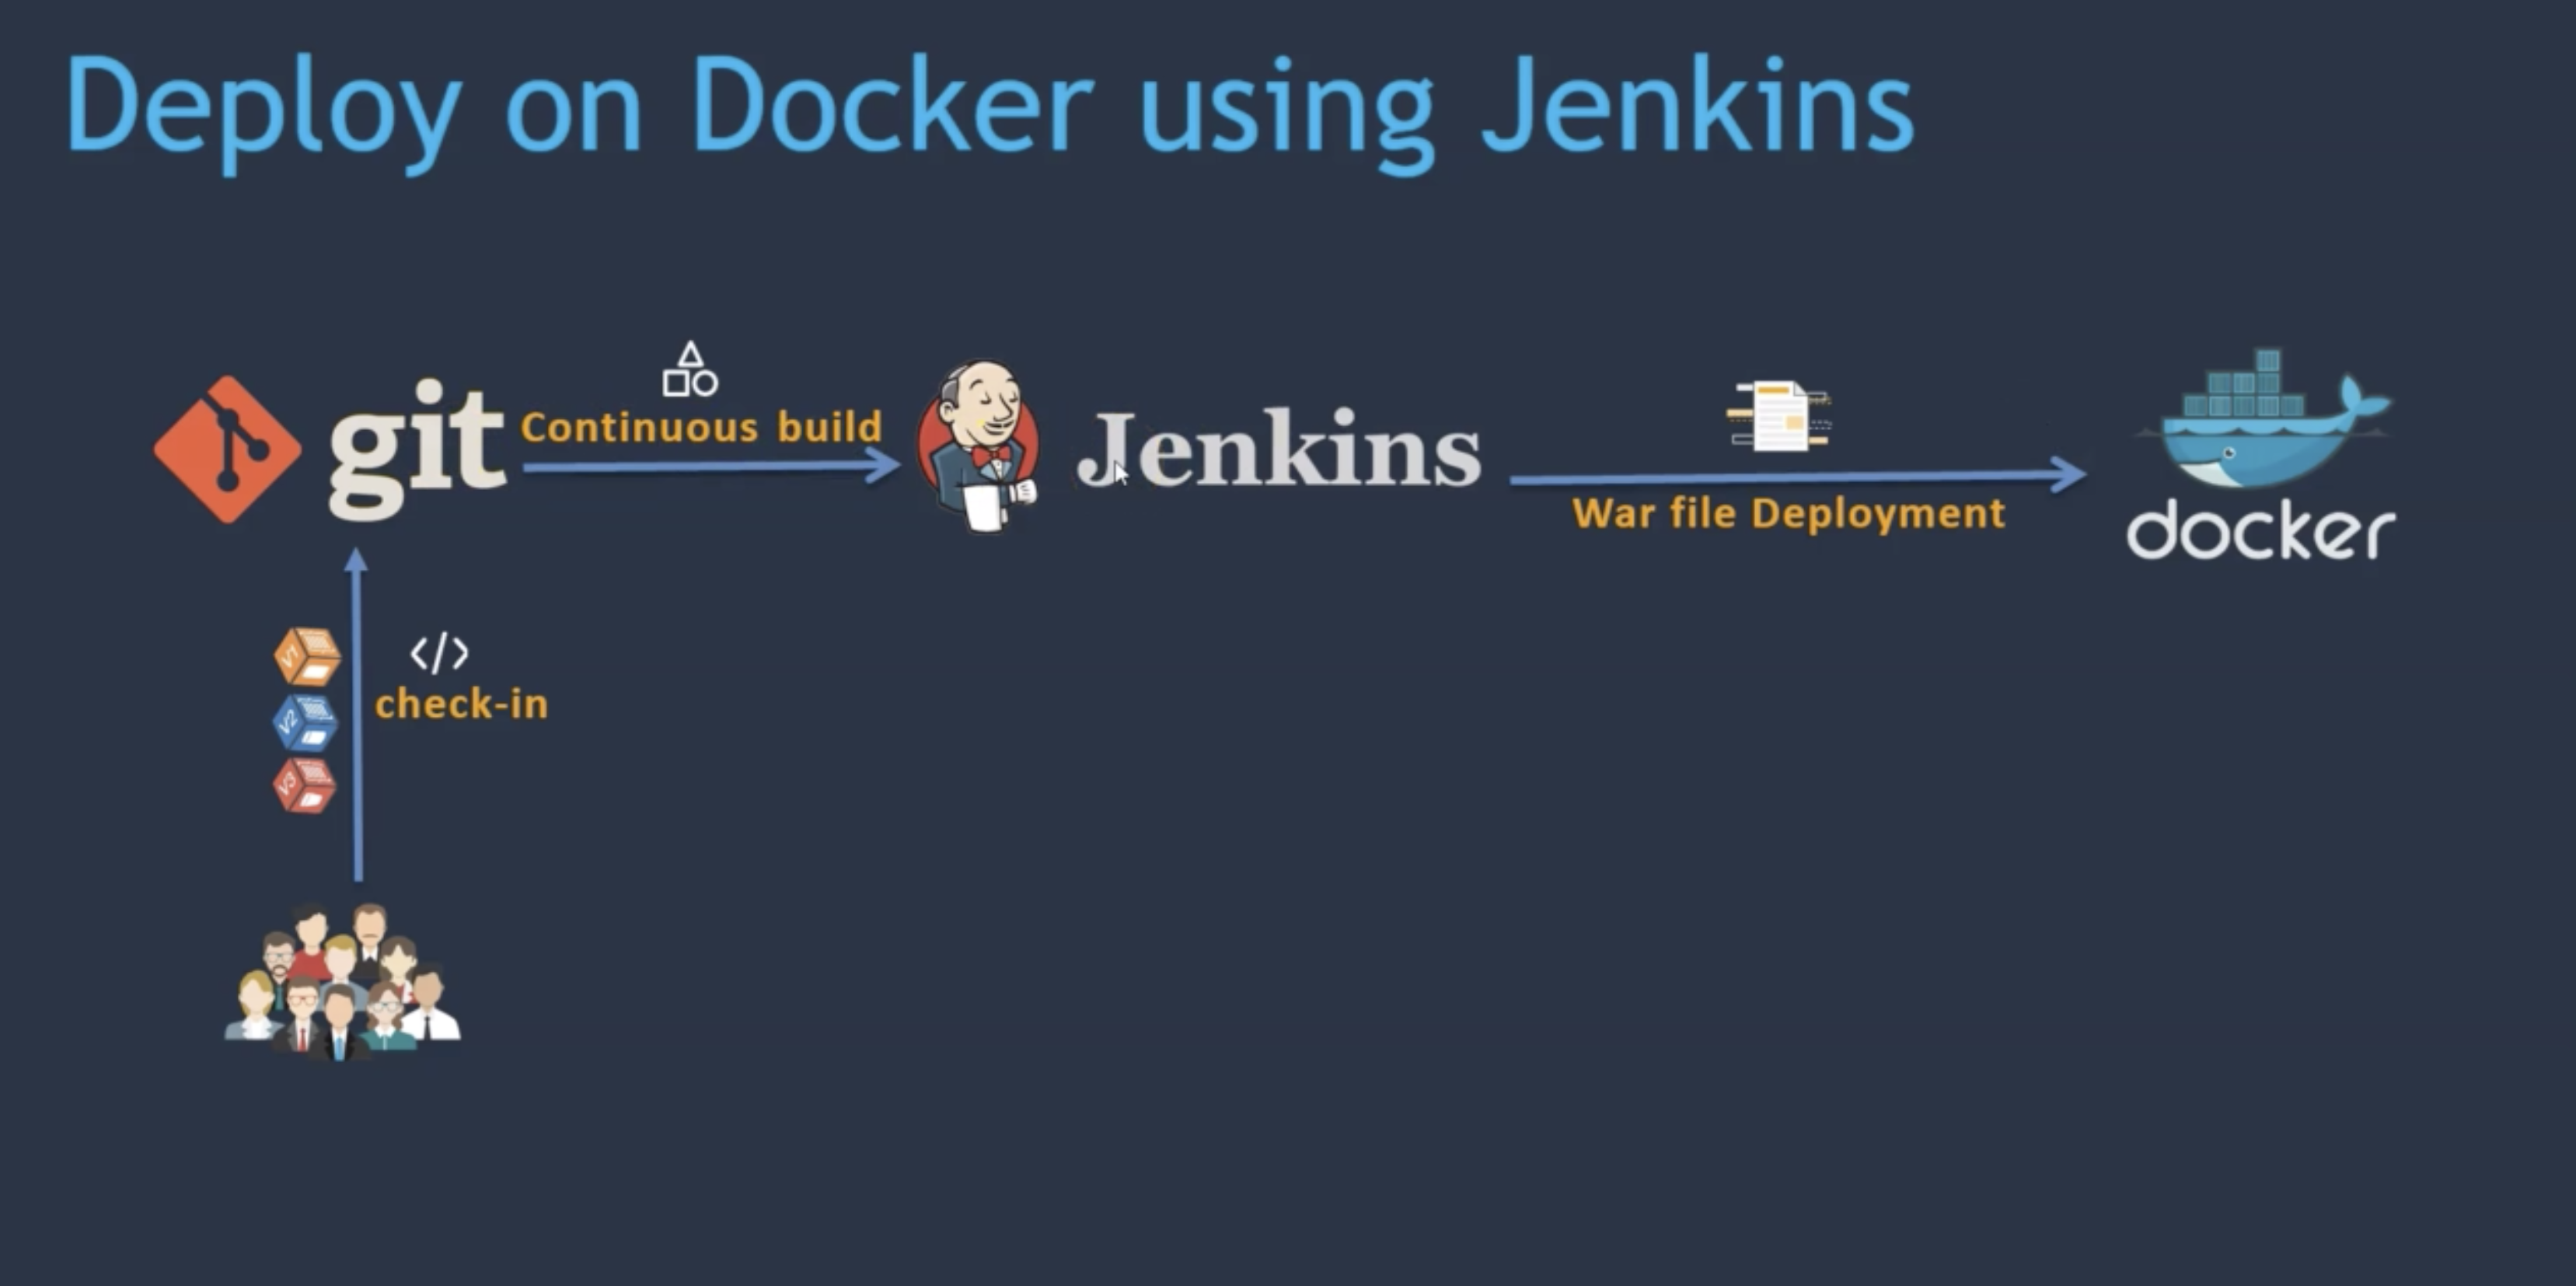 Deploy on Docker using Jenkins
git
Continuous build
Jenkins
War file Deployment
docker
V1
</>
check-in
V2
V3